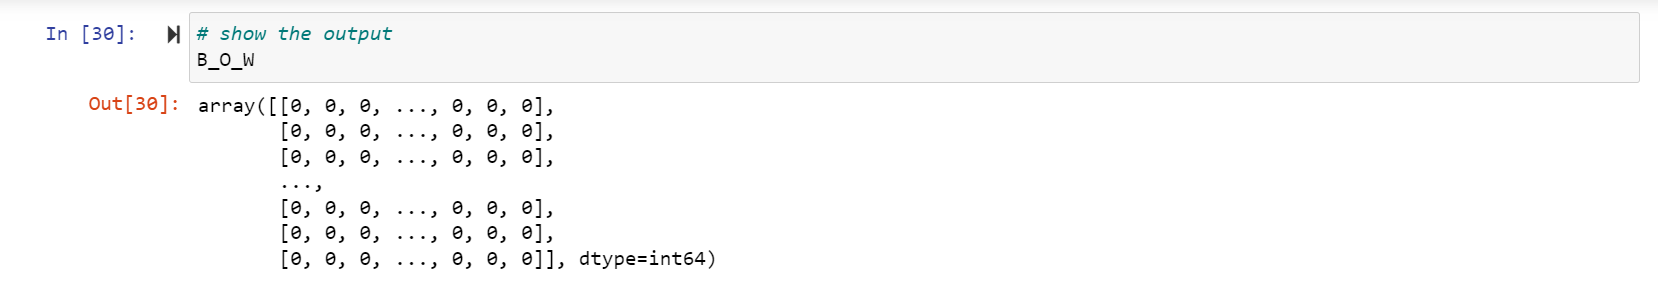 In [30]: # show the output
B_O_W
Out[30]: array([[0, 0, 0, ..., 0, 0, 0],
[0, 0, 0, ..., 0, 0, 0],
[0, 0, 0, ..., 0, 0, 0],
...,
[0, 0, 0, ..., 0, 0, 0],
[0, 0, 0, ..., 0, 0, 0],
[0, 0, 0, ..., 0, 0, 0]], dtype=int64)